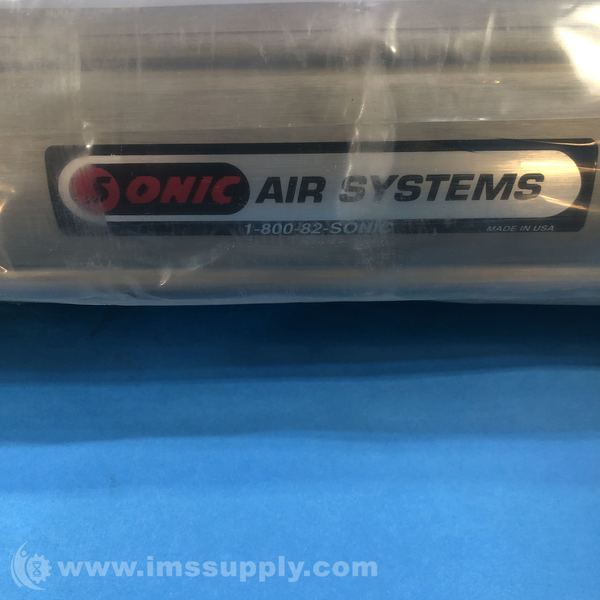 SONIC AIR SYSTEMS
1-800-82-SONIC MADE IN USA
www.imssupply.com